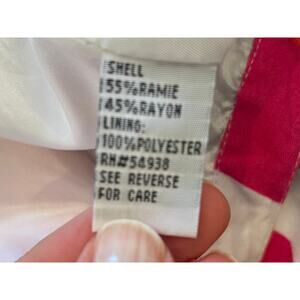 SHELL
55%RAMIE
45%RAYON
LINING:
100%POLYESTER
RN#54938
SEE REVERSE
FOR CARE